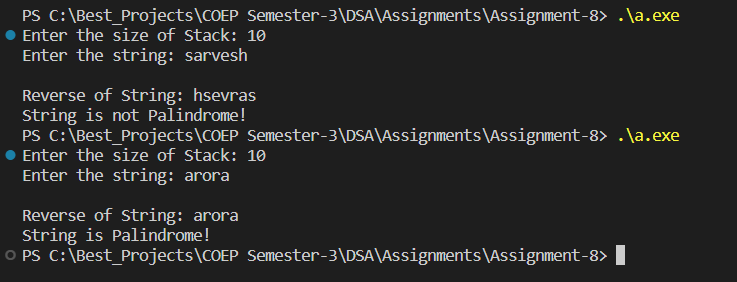 PS C:\Best_Projects\COEP Semester-3\DSA\Assignments\Assignment-8> .\a.exe
Enter the size of Stack: 10
Enter the string: sarvesh
Reverse of String: hsevras
String is not Palindrome!
PS C:\Best_Projects\COEP Semester-3\DSA\Assignments\Assignment-8> .\a.exe
Enter the size of Stack: 10
Enter the string: arora
Reverse of String: arora
String is Palindrome!
PS C:\Best_Projects\COEP Semester-3\DSA\Assignments\Assignment-8>